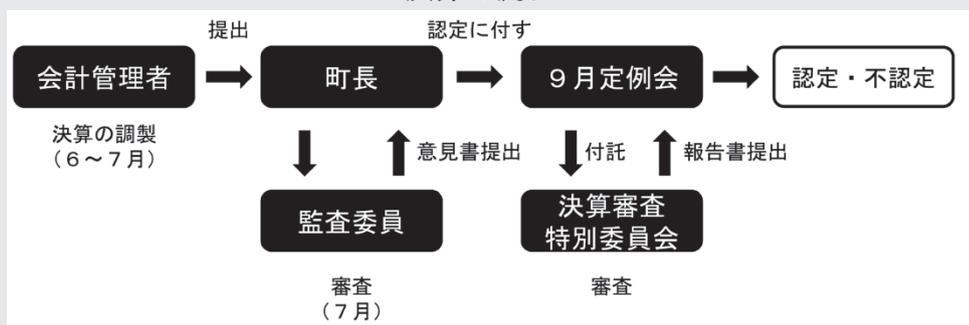 提出
認定に付す
会計管理者
町長
９月定例会
認定・不認定
決算の調製
（６～７月）
意見書提出
付託
報告書提出
監査委員
決算審査
特別委員会
審査
（７月）
審査